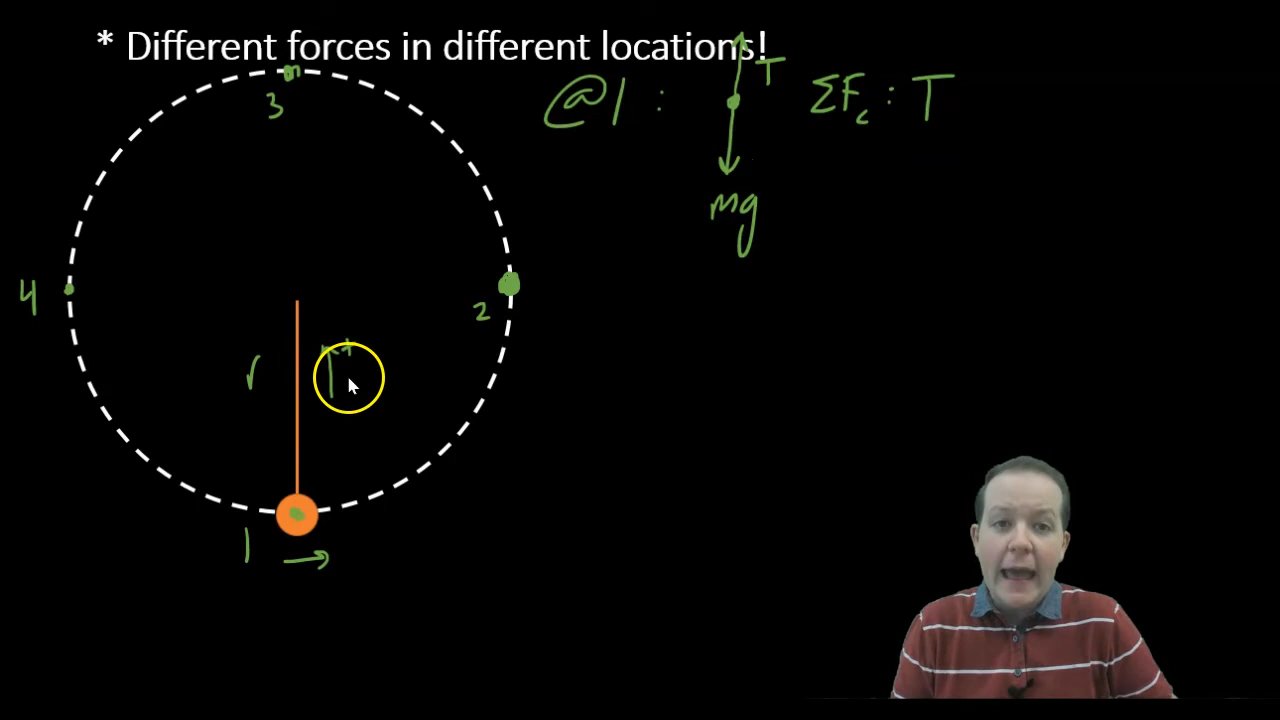 * Different forces in different locations!
@1 :
T
ΣFc : T
mg
3
4
2
r
+
1